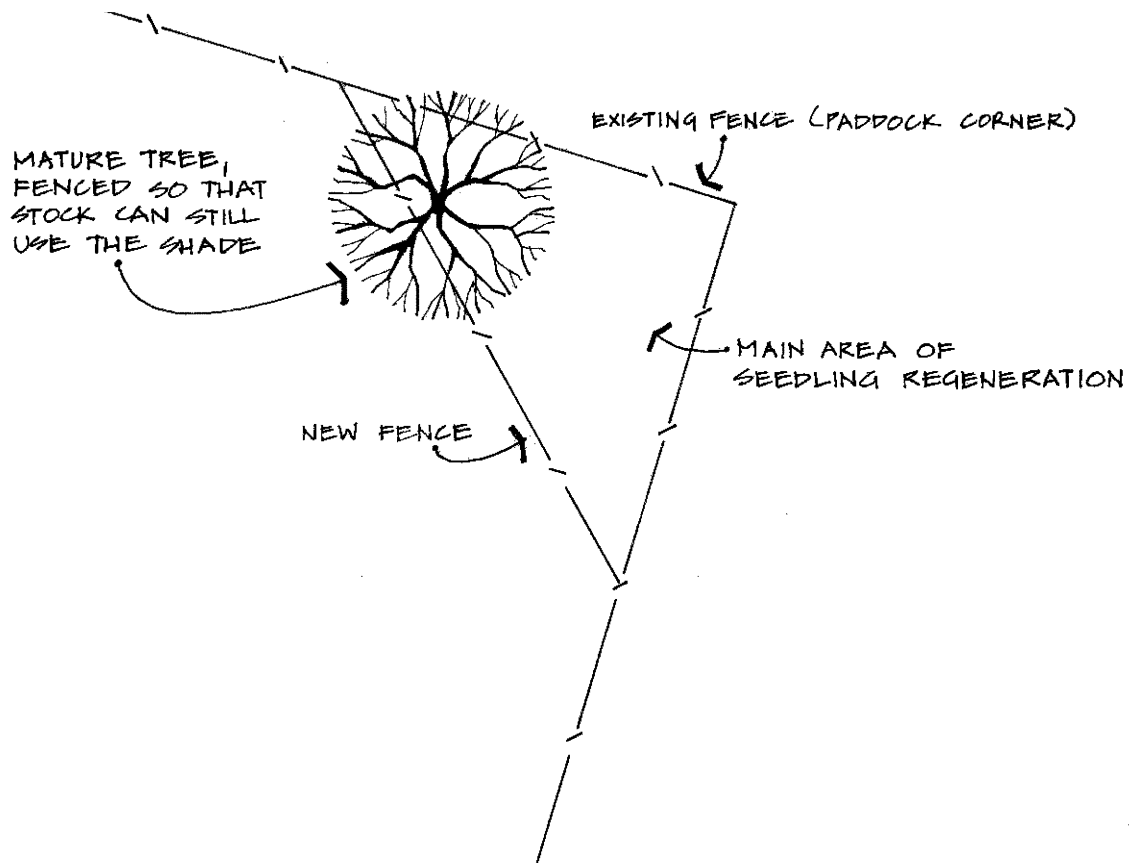 EXISTING FENCE (PADDOCK CORNER)
MATURE TREE,
FENCED SO THAT
STOCK CAN STILL
USE THE SHADE
MAIN AREA OF
SEEDLING REGENERATION
NEW FENCE